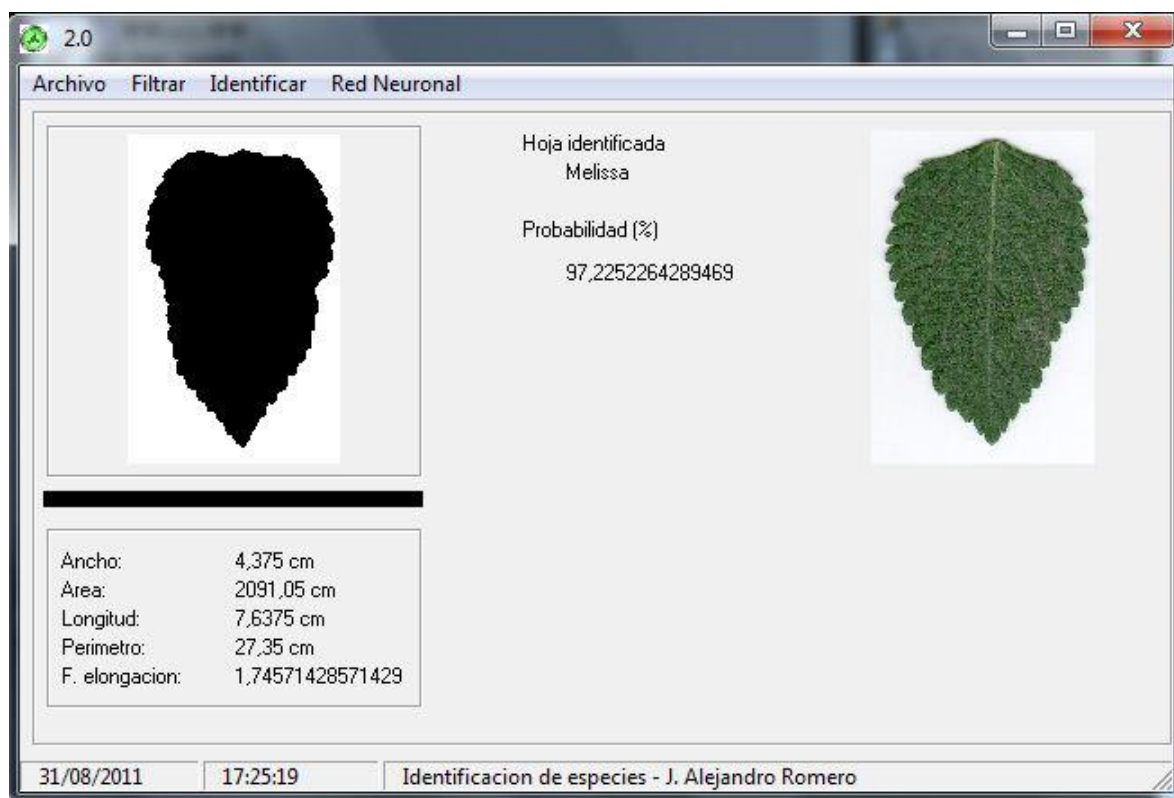 2.0
Archivo Filtrar Identificar Red Neuronal
Hoja identificada
Melissa
Probabilidad (%)
97,2252264289469
Ancho: 4,375 cm
Area: 2091,05 cm
Longitud: 7,6375 cm
Perimetro: 27,35 cm
F. elongacion: 1,74571428571429
31/08/2011 17:25:19 Identificacion de especies - J. Alejandro Romero